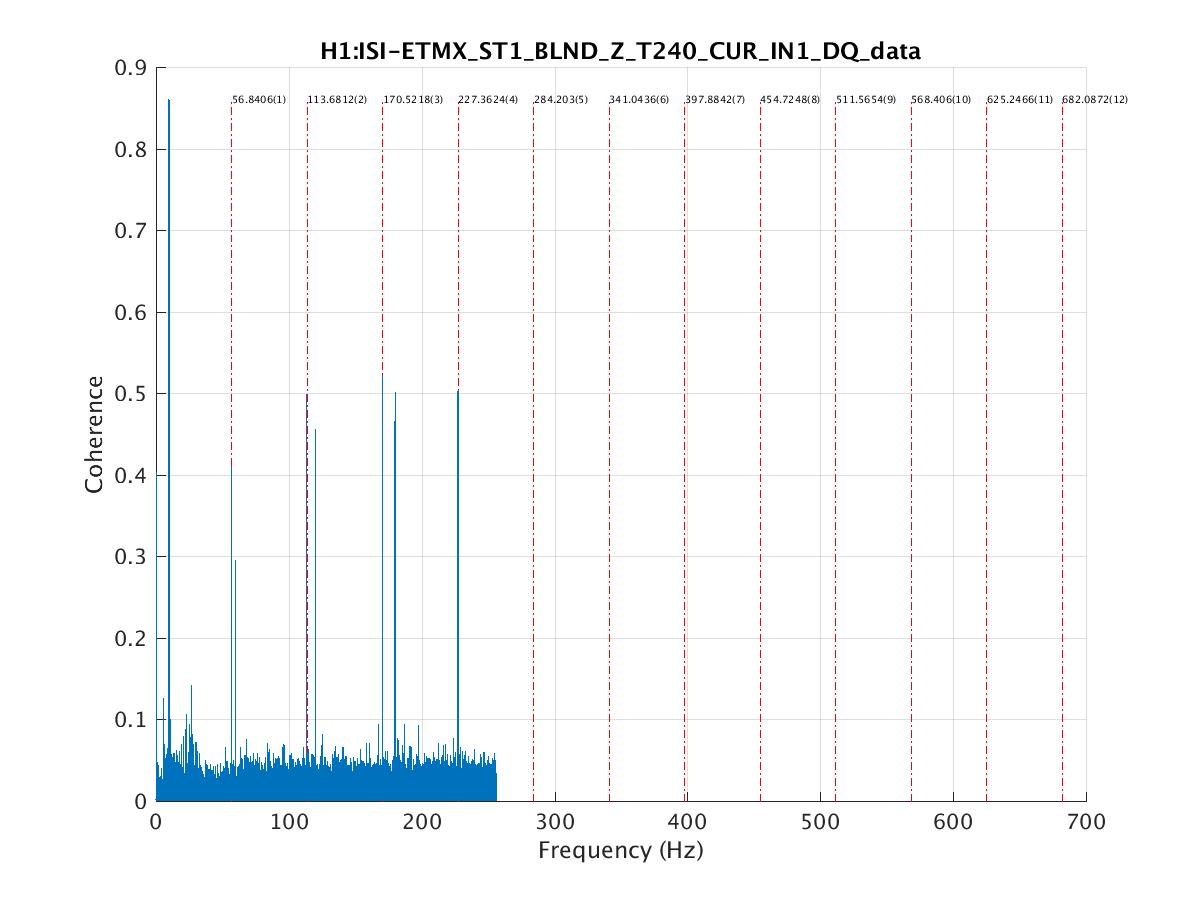 H1:ISI-ETMX_ST1_BLND_Z_T240_CUR_IN1_DQ_data
0.9
56.8406(1) 113.6812(2) 170.5218(3) 227.3624(4) 284.203(5) 341.0436(6) 397.8842(7) 454.7248(8) 511.5654(9) 568.406(10) 625.2466(11) 682.0872(12)
0.8
0.7
0.6
0.5
Coherence
0.4
0.3
0.2
0.1
0
0 100 200 300 400 500 600 700
Frequency (Hz)